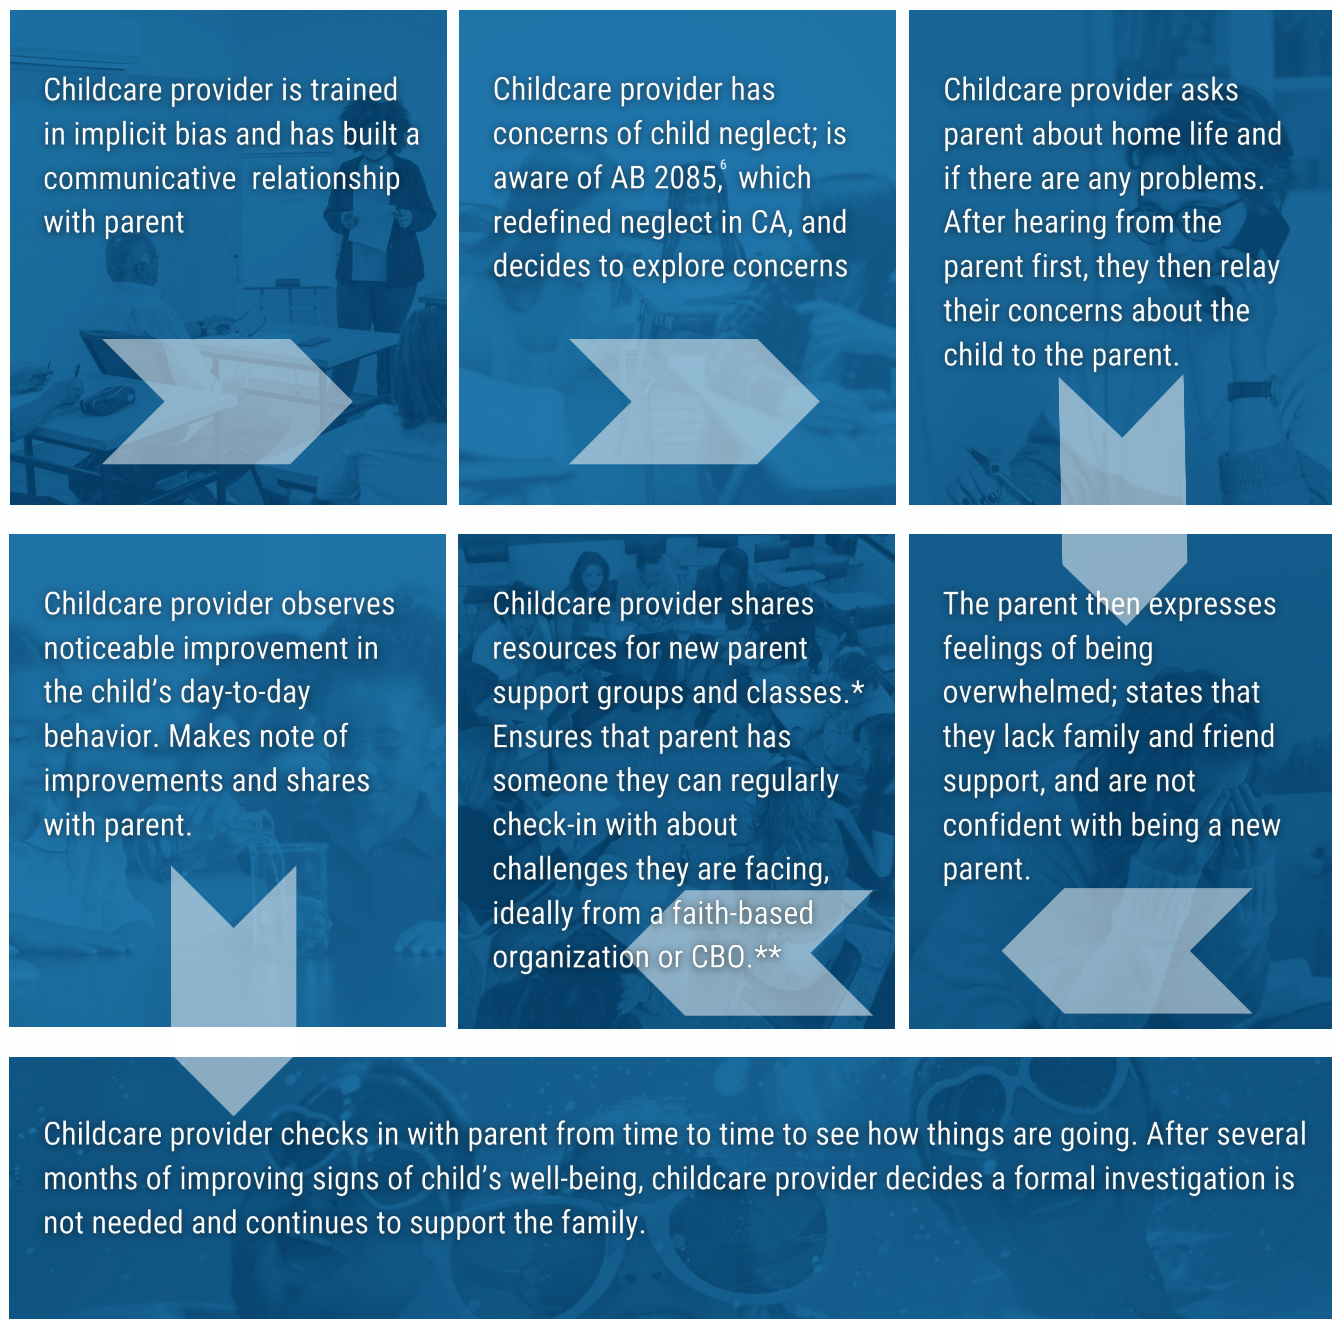 Childcare provider is trained
in implicit bias and has built a
communicative relationship
with parent
Childcare provider has
concerns of child neglect; is
aware of AB 2085,6 which
redefined neglect in CA, and
decides to explore concerns
Childcare provider asks
parent about home life and
if there are any problems.
After hearing from the
parent first, they then relay
their concerns about the
child to the parent.
The parent then expresses
feelings of being
overwhelmed; states that
they lack family and friend
support, and are not
confident with being a new
parent.
Childcare provider shares
resources for new parent
support groups and classes.*
Ensures that parent has
someone they can regularly
check-in with about
challenges they are facing,
ideally from a faith-based
organization or CBO.**
Childcare provider observes
noticeable improvement in
the child’s day-to-day
behavior. Makes note of
improvements and shares
with parent.
Childcare provider checks in with parent from time to time to see how things are going. After several
months of improving signs of child’s well-being, childcare provider decides a formal investigation is
not needed and continues to support the family.